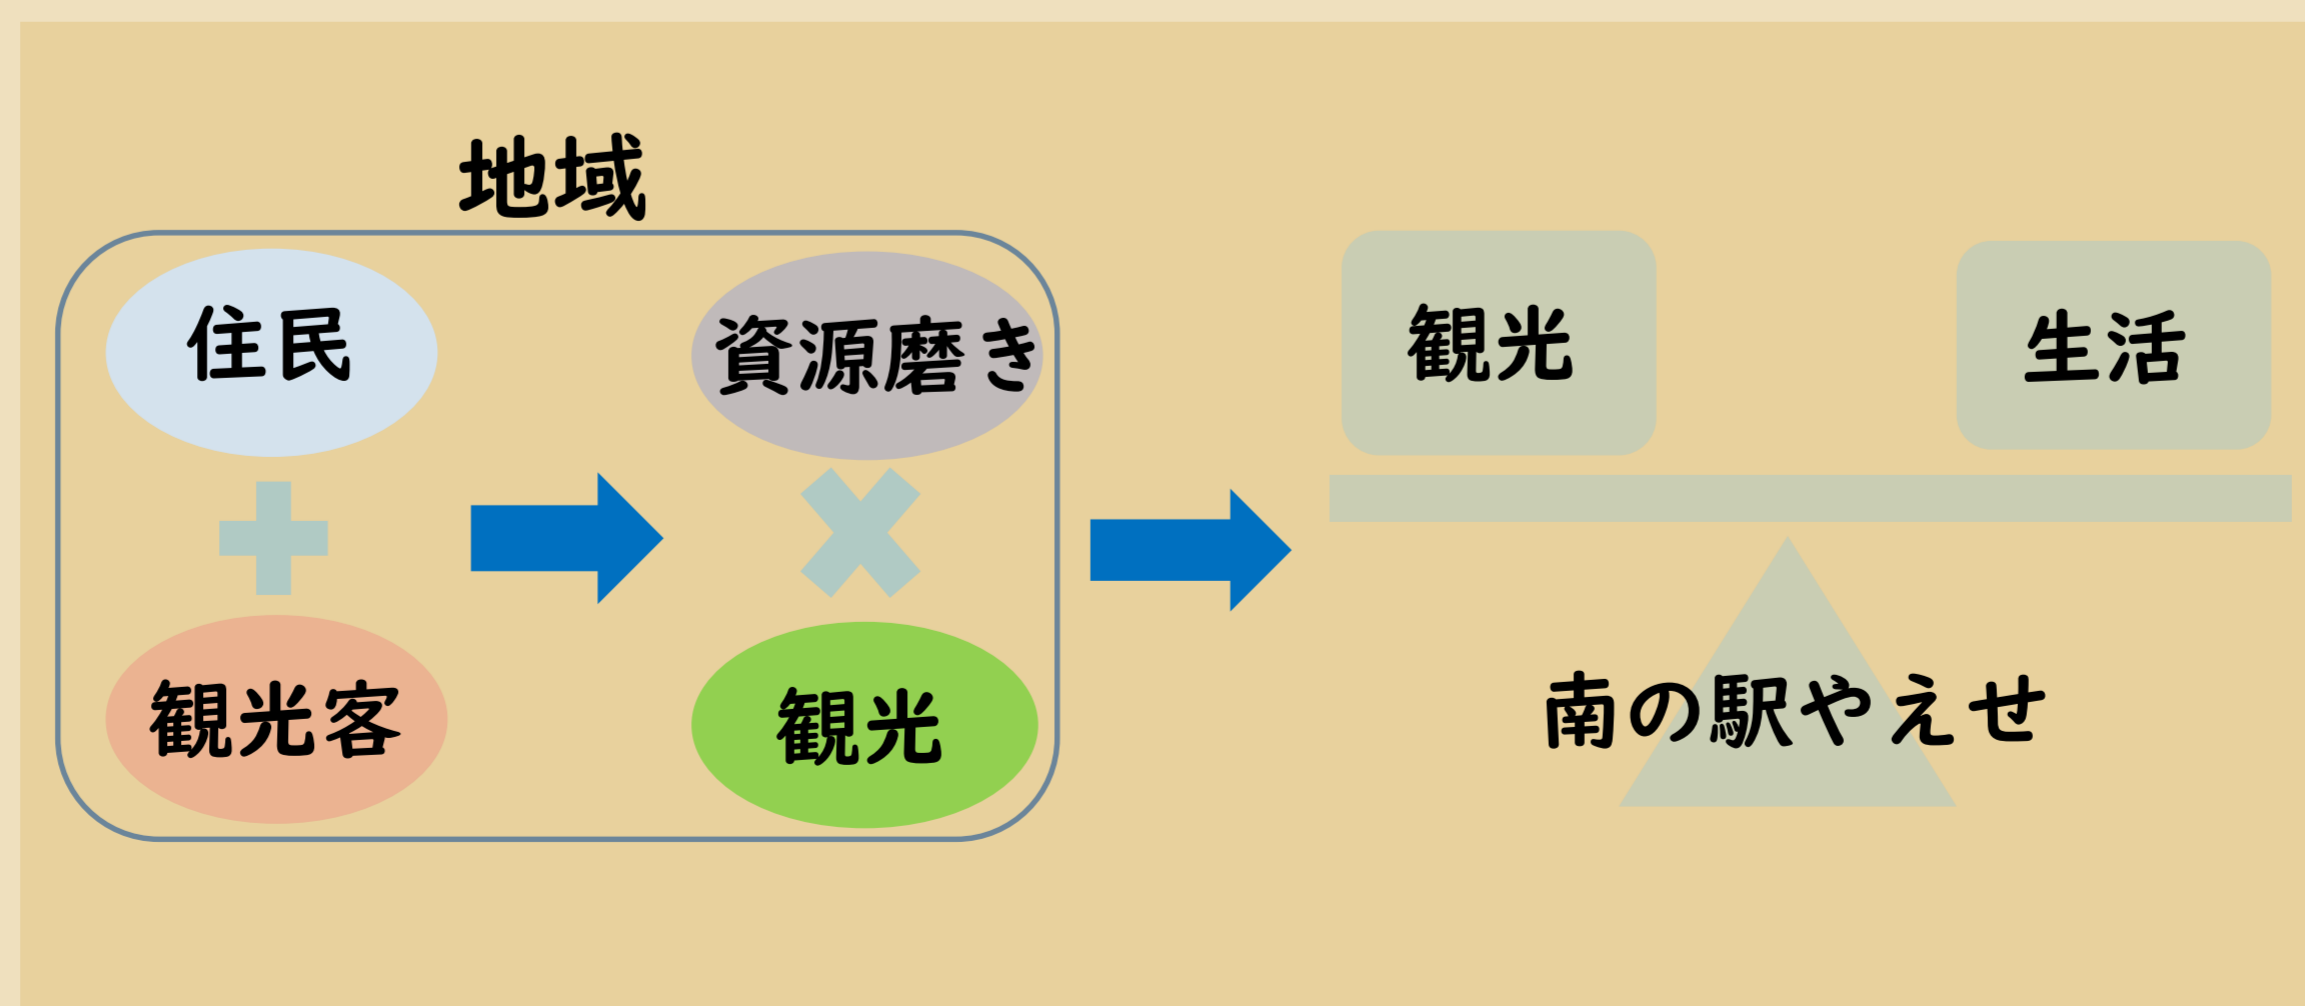 地域
住民
観光客
資源磨き
観光
観光
生活
南の駅やえせ